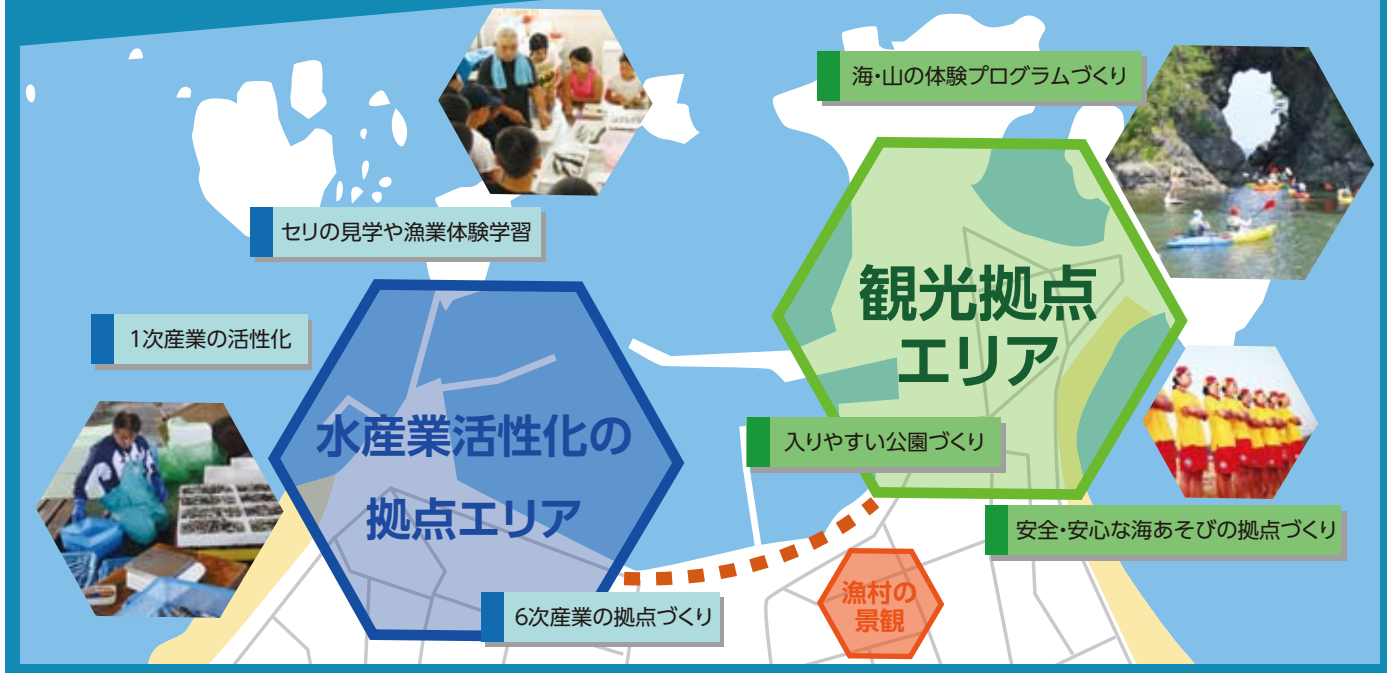 海・山の体験プログラムづくり
セリの見学や漁業体験学習
観光拠点
エリア
1次産業の活性化
水産業活性化の
拠点エリア
入りやすい公園づくり
安全・安心な海あそびの拠点づくり
6次産業の拠点づくり
漁村の
景観